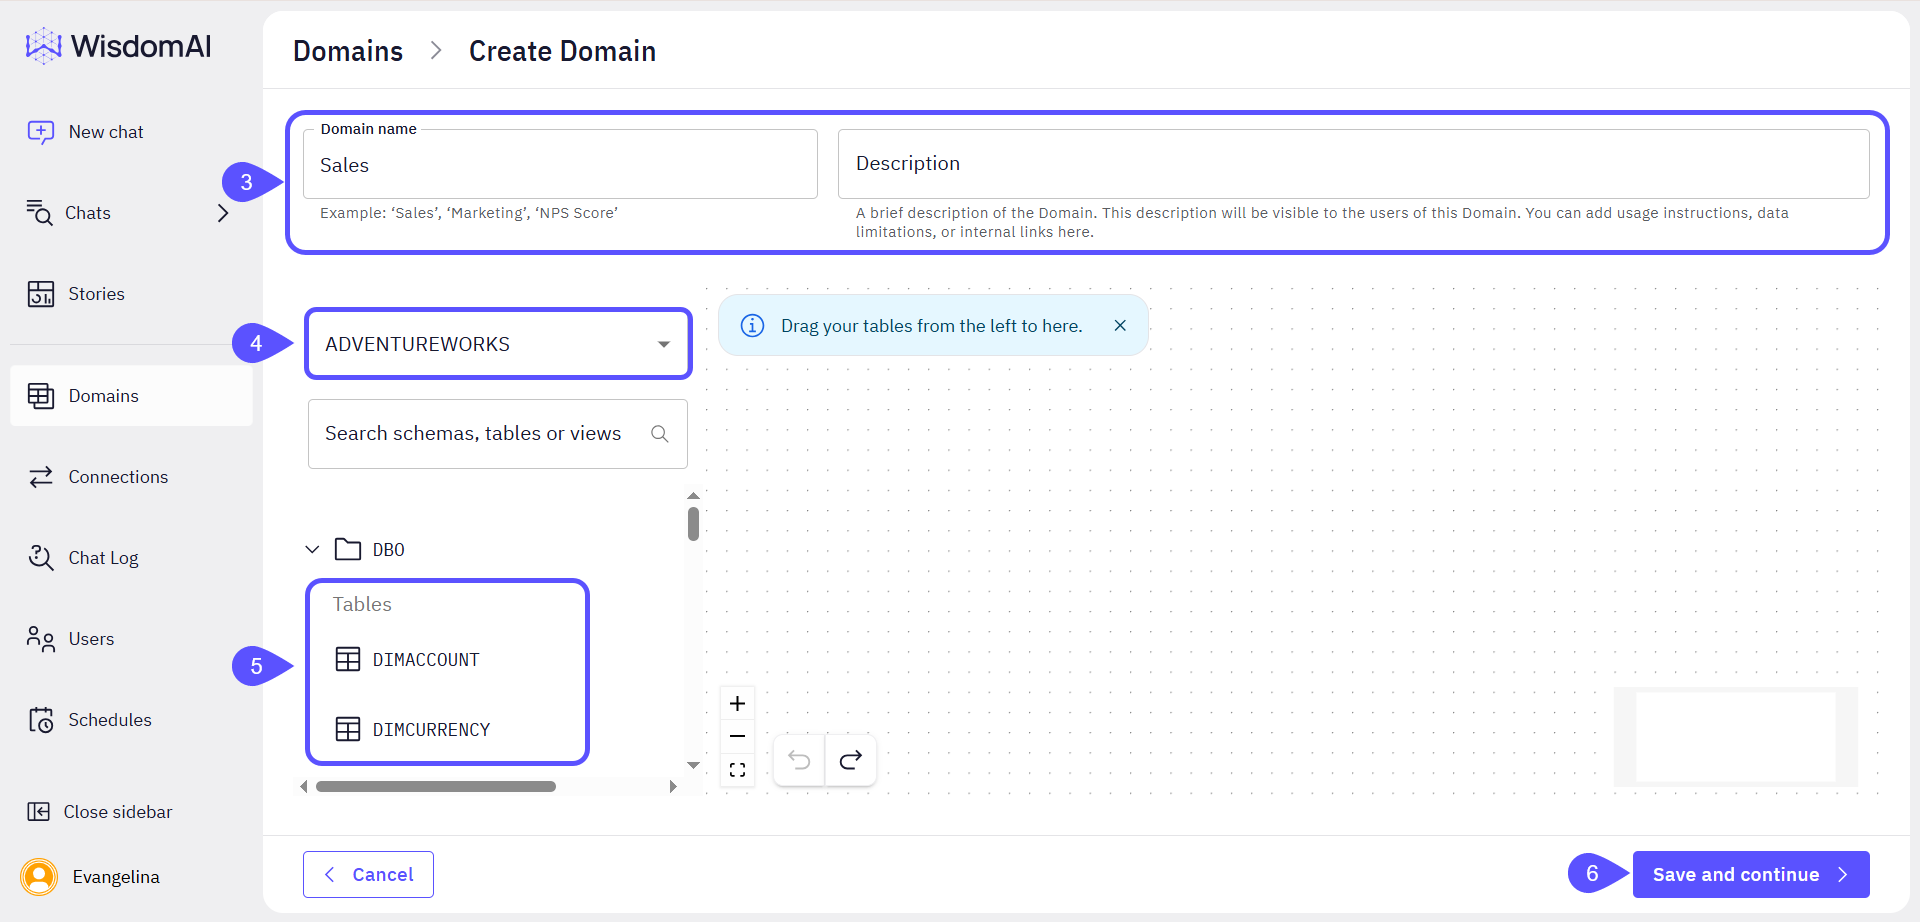 WisdomAI
Domains > Create Domain
New chat
Chats
Stories
Domains
Connections
Chat Log
Users
Schedules
Close sidebar
Evangelina
3
Domain name
Sales
Example: ‘Sales’, ‘Marketing’, ‘NPS Score’
Description
A brief description of the Domain. This description will be visible to the users of this Domain. You can add usage instructions, data
limitations, or internal links here.
4
ADVENTUREWORKS
Search schemas, tables or views
Drag your tables from the left to here.
DBO
5
Tables
DIMACCOUNT
DIMCURRENCY
Cancel
6
Save and continue